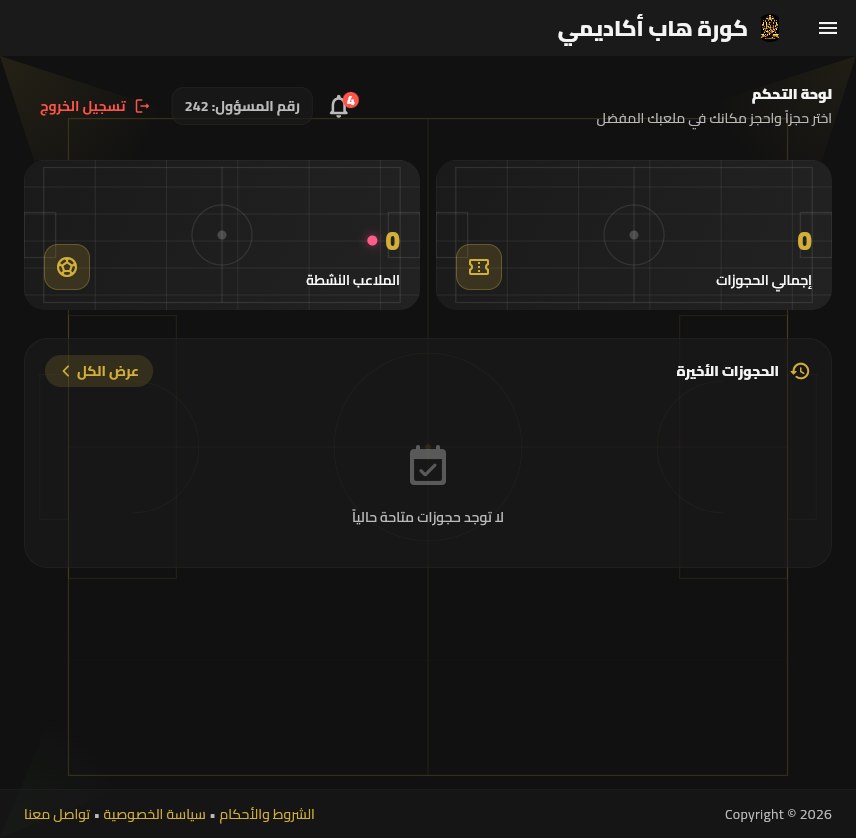 كورة هاب أكاديمي
لوحة التحكم
اختر حجزاً واحجز مكانك في ملعبك المفضل
4
رقم المسؤول: 242
تسجيل الخروج
0
إجمالي الحجوزات
0
الملاعب النشطة
الحجوزات الأخيرة
عرض الكل
لا توجد حجوزات متاحة حالياً
Copyright © 2026
الشروط والأحكام • سياسة الخصوصية • تواصل معنا